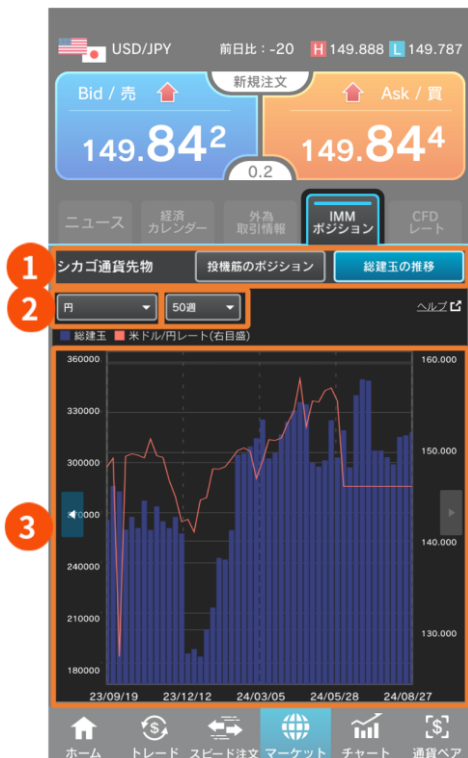 USD/JPY 前日比：-20 H 149.888 L 149.787
新規注文
Bid / 売 Ask / 買
149.842 149.844
0.2
ニュース 経済カレンダー 外為取引情報 IMMポジション CFDレート
1 シカゴ通貨先物 投機筋のポジション 総建玉の推移
2 円 50週 ヘルプ
総建玉 米ドル/円レート(右目盛)
3
360000 160.000
330000
300000 150.000
270000
240000 140.000
210000 130.000
180000
23/09/19 23/12/12 24/03/05 24/05/28 24/08/27
ホーム トレード スピード注文 マーケット チャート 通貨ペア